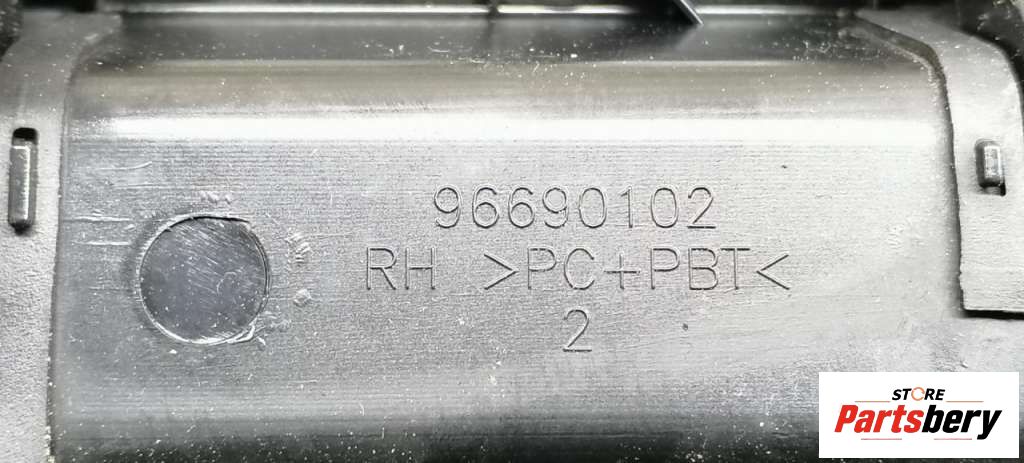 96690102
RH >PC+PBT<
2
STORE
Partsbery